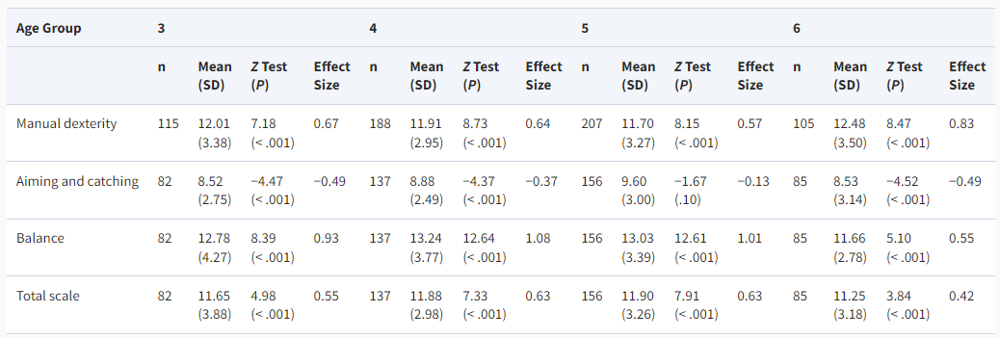 Age Group 3 4 5 6
n Mean Z Test Effect n Mean Z Test Effect n Mean Z Test Effect n Mean Z Test Effect
(SD) (P) Size (SD) (P) Size (SD) (P) Size (SD) (P) Size
Manual dexterity 115 12.01 7.18 0.67 188 11.91 8.73 0.64 207 11.70 8.15 0.57 105 12.48 8.47 0.83
(3.38) (< .001) (2.95) (< .001) (3.27) (< .001) (3.50) (< .001)
Aiming and catching 82 8.52 −4.47 −0.49 137 8.88 −4.37 −0.37 156 9.60 −1.67 −0.13 85 8.53 −4.52 −0.49
(2.75) (< .001) (2.49) (< .001) (3.00) (.10) (3.14) (< .001)
Balance 82 12.78 8.39 0.93 137 13.24 12.64 1.08 156 13.03 12.61 1.01 85 11.66 5.10 0.55
(4.27) (< .001) (3.77) (< .001) (3.39) (< .001) (2.78) (< .001)
Total scale 82 11.65 4.98 0.55 137 11.88 7.33 0.63 156 11.90 7.91 0.63 85 11.25 3.84 0.42
(3.88) (< .001) (2.98) (< .001) (3.26) (< .001) (3.18) (< .001)